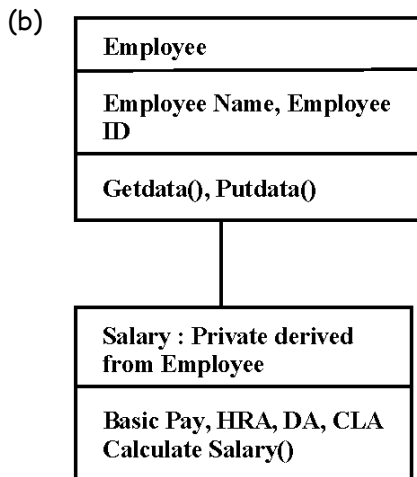 (b)
Employee
Employee Name, Employee
ID
Getdata(), Putdata()
Salary : Private derived
from Employee
Basic Pay, HRA, DA, CLA
Calculate Salary()